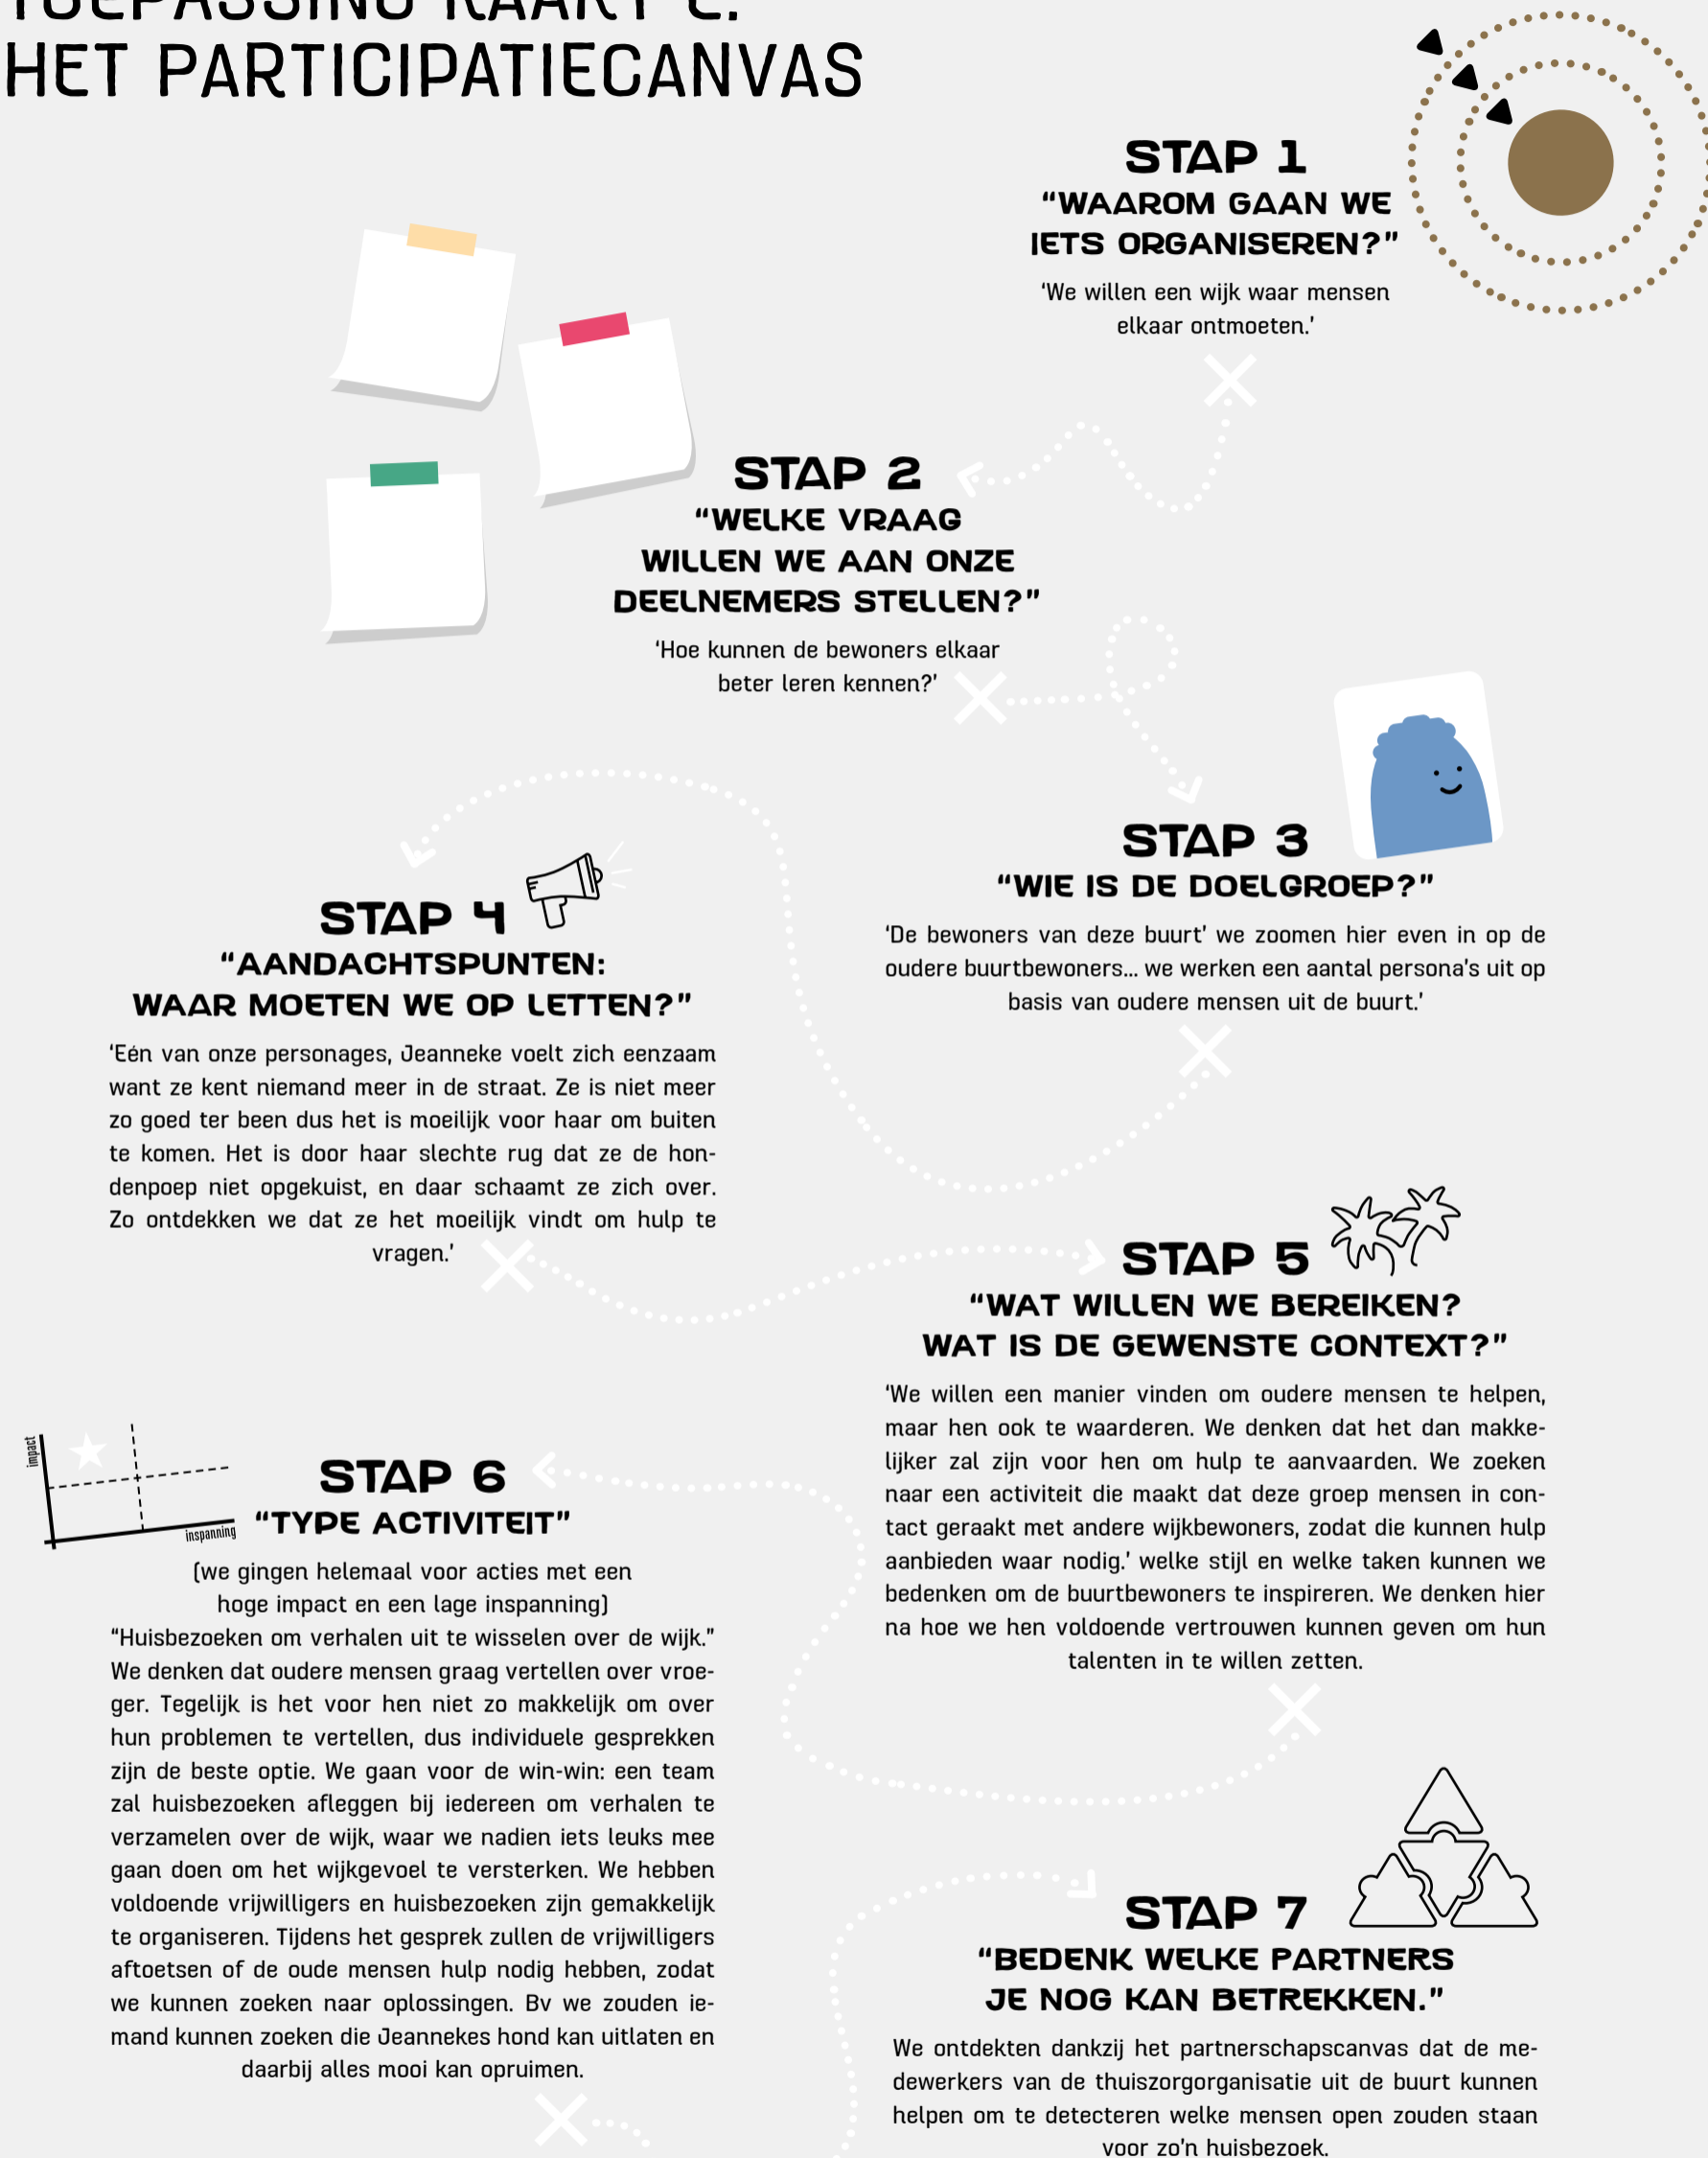 TOEPASSING KAART 2:
HET PARTICIPATIECANVAS
STAP 1
“WAAROM GAAN WE
IETS ORGANISEREN?”
‘We willen een wijk waar mensen
elkaar ontmoeten.’
STAP 2
“WELKE VRAAG
WILLEN WE AAN ONZE
DEELNEMERS STELLEN?”
‘Hoe kunnen de bewoners elkaar
beter leren kennen?’
STAP 3
“WIE IS DE DOELGROEP?”
‘De bewoners van deze buurt’ we zoomen hier even in op de
oudere buurtbewoners... we werken een aantal persona’s uit op
basis van oudere mensen uit de buurt.’
STAP 4
“AANDACHTSPUNTEN:
WAAR MOETEN WE OP LETTEN?”
‘Eén van onze personages, Jeanneke voelt zich eenzaam
want ze kent niemand meer in de straat. Ze is niet meer
zo goed ter been dus het is moeilijk voor haar om buiten
te komen. Het is door haar slechte rug dat ze de hon-
denpoep niet opgekuist, en daar schaamt ze zich over.
Zo ontdekken we dat ze het moeilijk vindt om hulp te
vragen.’
STAP 5
“WAT WILLEN WE BEREIKEN?
WAT IS DE GEWENSTE CONTEXT?”
‘We willen een manier vinden om oudere mensen te helpen,
maar hen ook te waarderen. We denken dat het dan makke-
lijker zal zijn voor hen om hulp te aanvaarden. We zoeken
naar een activiteit die maakt dat deze groep mensen in con-
tact geraakt met andere wijkbewoners, zodat die kunnen hulp
aanbieden waar nodig.’ welke stijl en welke taken kunnen we
bedenken om de buurtbewoners te inspireren. We denken hier
na hoe we hen voldoende vertrouwen kunnen geven om hun
talenten in te willen zetten.
impact
inspanning
STAP 6
“TYPE ACTIVITEIT”
(we gingen helemaal voor acties met een
hoge impact en een lage inspanning)
“Huisbezoeken om verhalen uit te wisselen over de wijk.”
We denken dat oudere mensen graag vertellen over vroe-
ger. Tegelijk is het voor hen niet zo makkelijk om over
hun problemen te vertellen, dus individuele gesprekken
zijn de beste optie. We gaan voor de win-win: een team
zal huisbezoeken afleggen bij iedereen om verhalen te
verzamelen over de wijk, waar we nadien iets leuks mee
gaan doen om het wijkgevoel te versterken. We hebben
voldoende vrijwilligers en huisbezoeken zijn gemakkelijk
te organiseren. Tijdens het gesprek zullen de vrijwilligers
aftoetsen of de oude mensen hulp nodig hebben, zodat
we kunnen zoeken naar oplossingen. Bv we zouden ie-
mand kunnen zoeken die Jeannekes hond kan uitlaten en
daarbij alles mooi kan opruimen.
STAP 7
“BEDENK WELKE PARTNERS
JE NOG KAN BETREKKEN.”
We ontdekten dankzij het partnerschapscanvas dat de me-
dewerkers van de thuiszorgorganisatie uit de buurt kunnen
helpen om te detecteren welke mensen open zouden staan
voor zo’n huisbezoek.